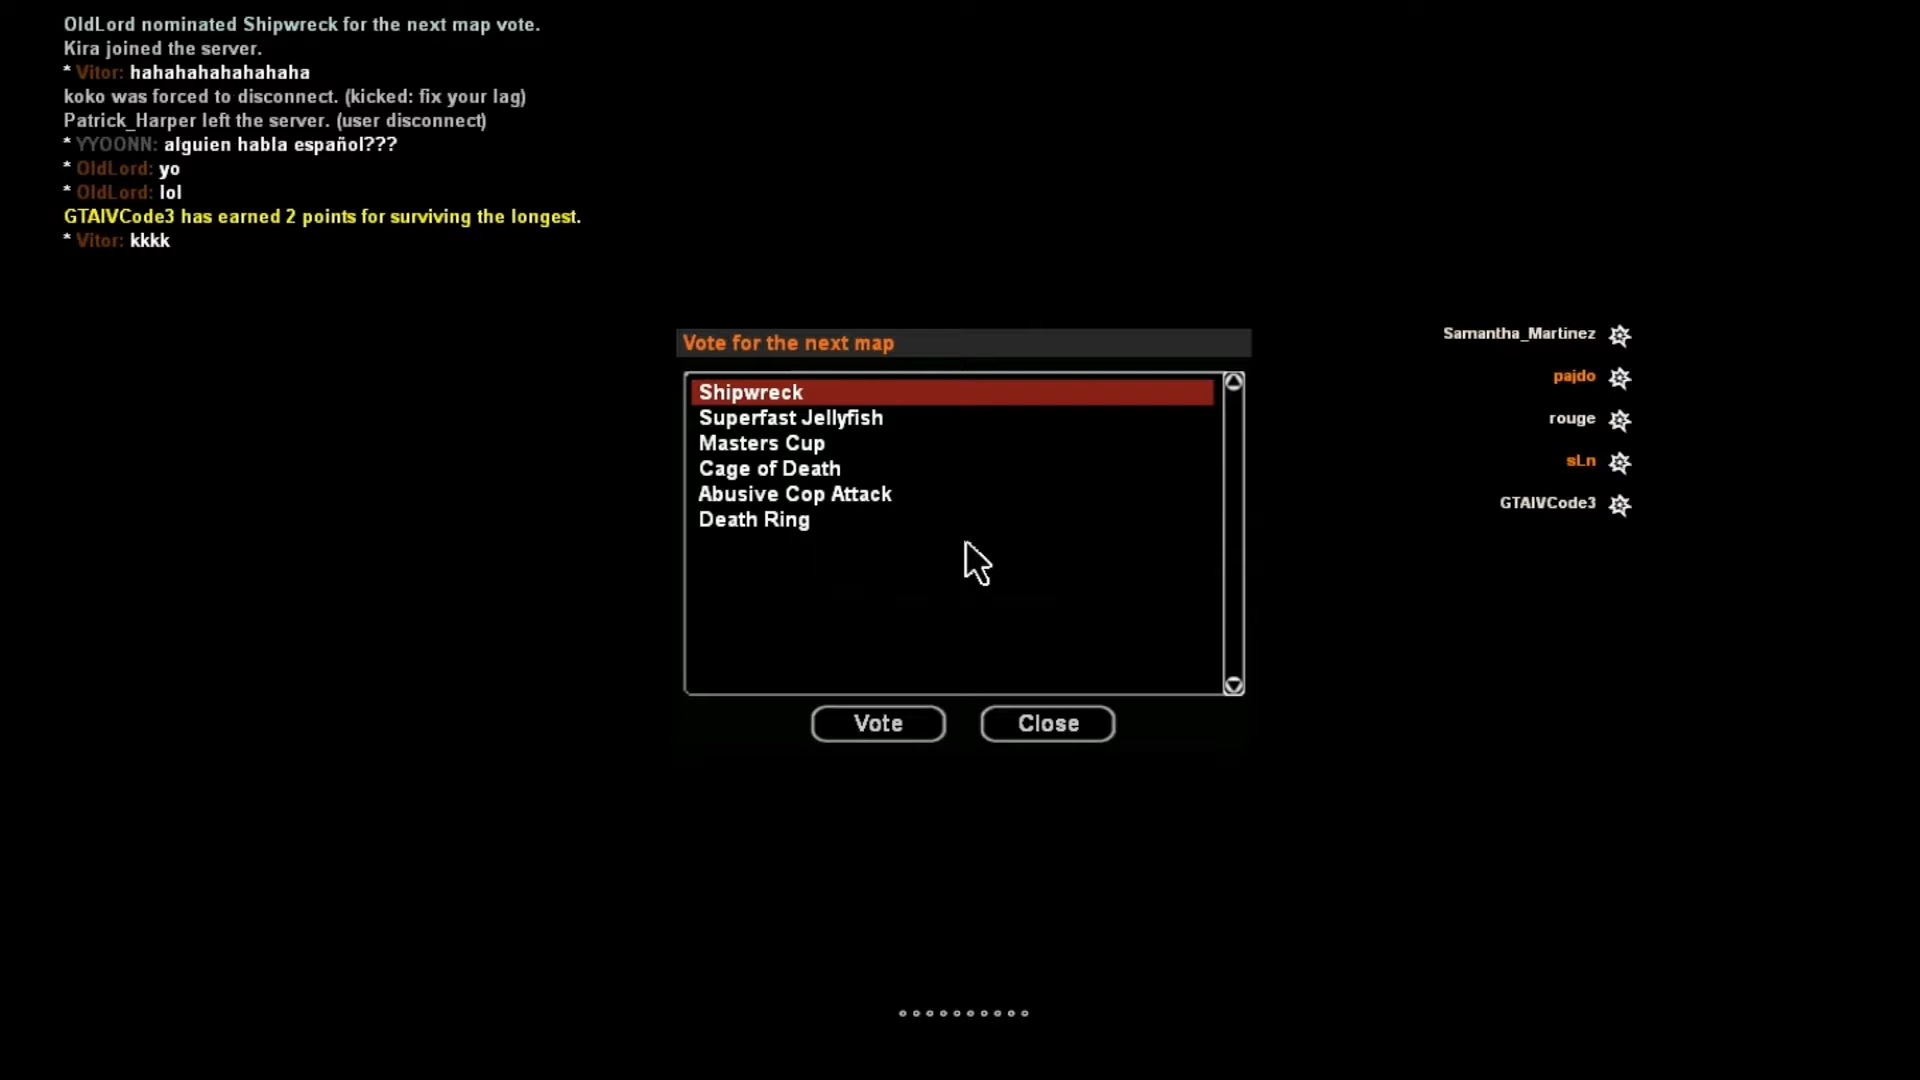 OldLord nominated Shipwreck for the next map vote.
Kira joined the server.
* Vitor: hahahahahahahaha
koko was forced to disconnect. (kicked: fix your lag)
Patrick_Harper left the server. (user disconnect)
* YYOONN: alguien habla español???
* OldLord: yo
* OldLord: lol
GTAIVCode3 has earned 2 points for surviving the longest.
* Vitor: kkkk
Vote for the next map
Shipwreck
Superfast Jellyfish
Masters Cup
Cage of Death
Abusive Cop Attack
Death Ring
Vote
Close
Samantha_Martinez
pajdo
rouge
sLn
GTAIVCode3